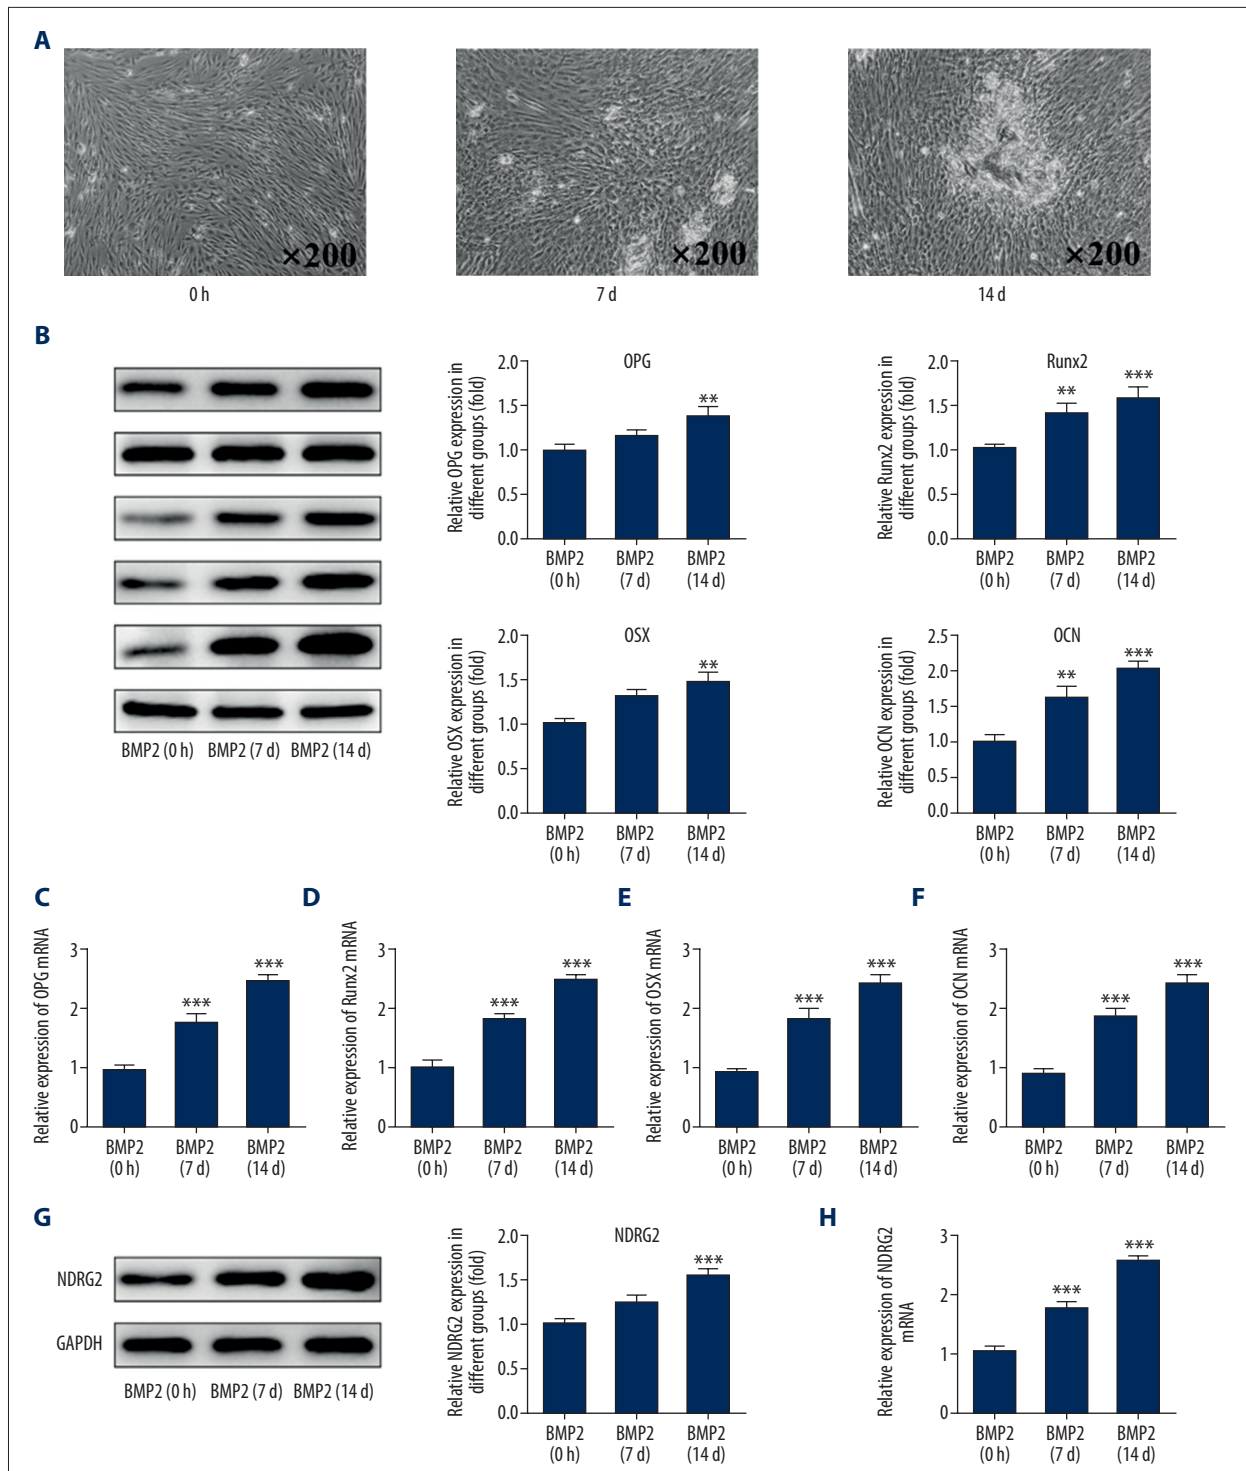 A
×200
×200
×200
0 h
7 d
14 d
B
BMP2 (0 h)
BMP2 (7 d)
BMP2 (14 d)
OPG
Relative OPG expression in
different groups (fold)
2.0
1.5
1.0
0.5
0.0
**
BMP2
(0 h)
BMP2
(7 d)
BMP2
(14 d)
Runx2
Relative Runx2 expression in
different groups (fold)
2.0
1.5
1.0
0.5
0.0
**
***
BMP2
(0 h)
BMP2
(7 d)
BMP2
(14 d)
OSX
Relative OSX expression in
different groups (fold)
2.0
1.5
1.0
0.5
0.0
**
BMP2
(0 h)
BMP2
(7 d)
BMP2
(14 d)
OCN
Relative OCN expression in
different groups (fold)
2.5
2.0
1.5
1.0
0.5
0.0
**
***
BMP2
(0 h)
BMP2
(7 d)
BMP2
(14 d)
C
Relative expression of OPG mRNA
3
2
1
0
***
***
BMP2
(0 h)
BMP2
(7 d)
BMP2
(14 d)
D
Relative expression of Runx2 mRNA
3
2
1
0
***
***
BMP2
(0 h)
BMP2
(7 d)
BMP2
(14 d)
E
Relative expression of OSX mRNA
3
2
1
0
***
***
BMP2
(0 h)
BMP2
(7 d)
BMP2
(14 d)
F
Relative expression of OCN mRNA
3
2
1
0
***
***
BMP2
(0 h)
BMP2
(7 d)
BMP2
(14 d)
G
NDRG2
GAPDH
BMP2 (0 h)
BMP2 (7 d)
BMP2 (14 d)
NDRG2
Relative NDRG2 expression in
different groups (fold)
2.0
1.5
1.0
0.5
0.0
***
BMP2
(0 h)
BMP2
(7 d)
BMP2
(14 d)
H
Relative expression of NDRG2
mRNA
3
2
1
0
***
***
BMP2
(0 h)
BMP2
(7 d)
BMP2
(14 d)